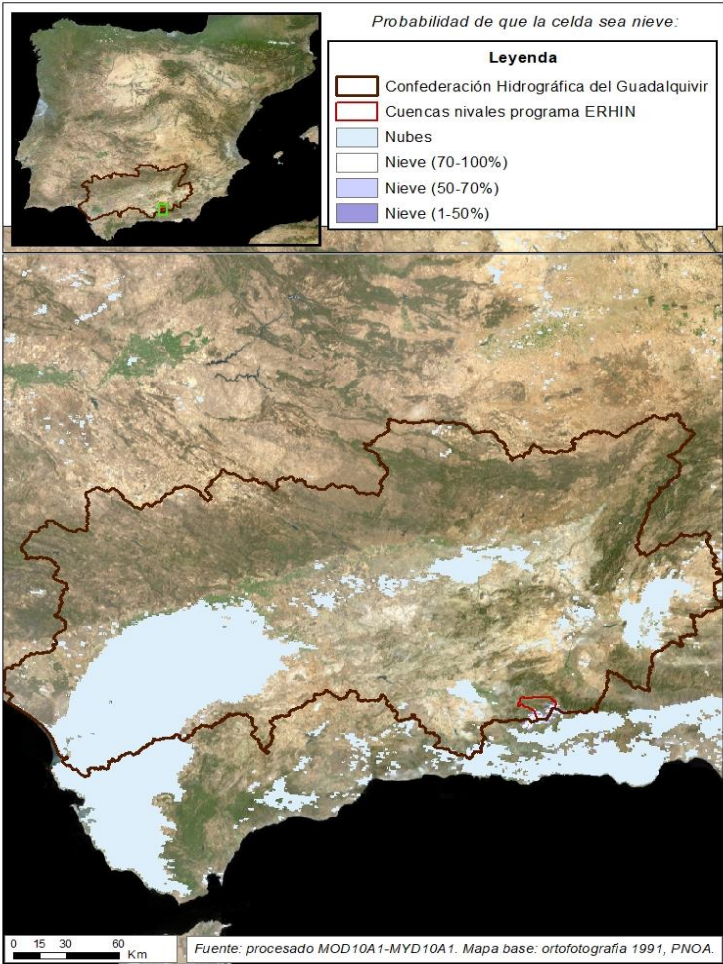 Probabilidad de que la celda sea nieve:
Leyenda
Confederación Hidrográfica del Guadalquivir
Cuencas nivales programa ERHIN
Nubes
Nieve (70-100%)
Nieve (50-70%)
Nieve (1-50%)
0 15 30 60
Km
Fuente: procesado MOD10A1-MYD10A1. Mapa base: ortofotografia 1991, PNOA.